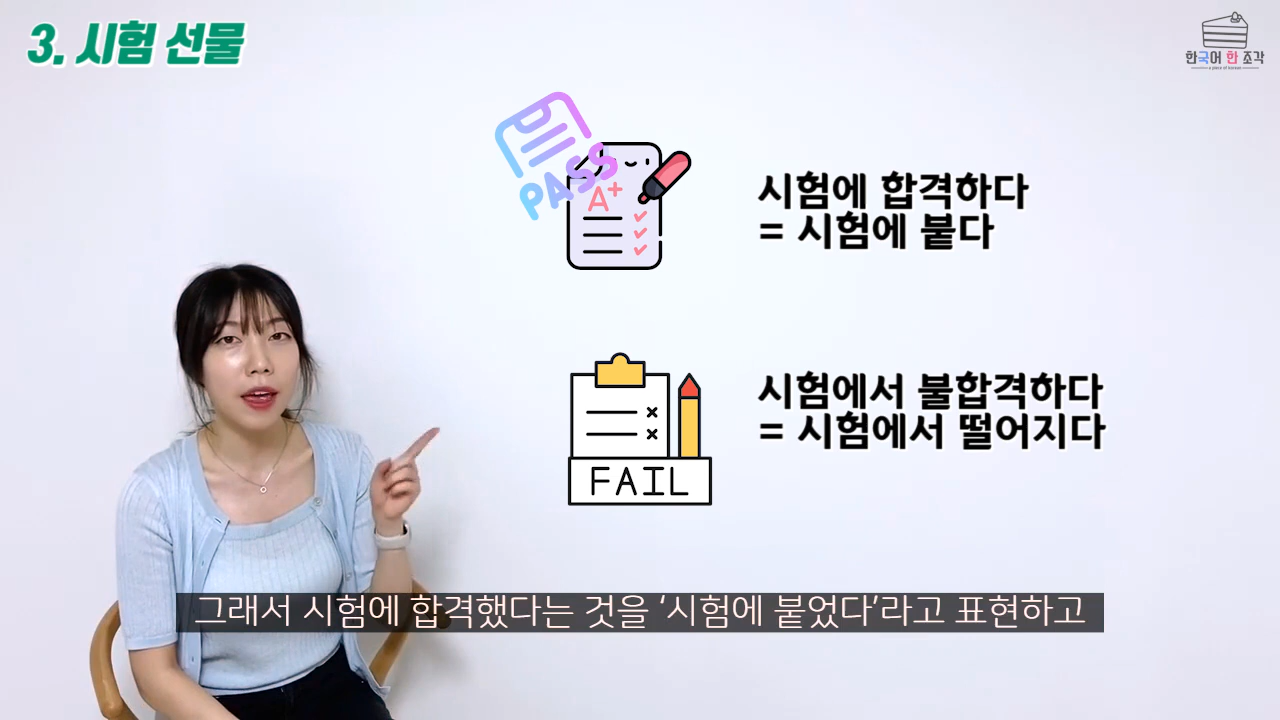 3. 시험 선물
한국어 한 조각
a piece of korean
PASS
A+
시험에 합격하다
= 시험에 붙다
시험에서 불합격하다
= 시험에서 떨어지다
FAIL
그래서 시험에 합격했다는 것을 ‘시험에 붙었다’라고 표현하고